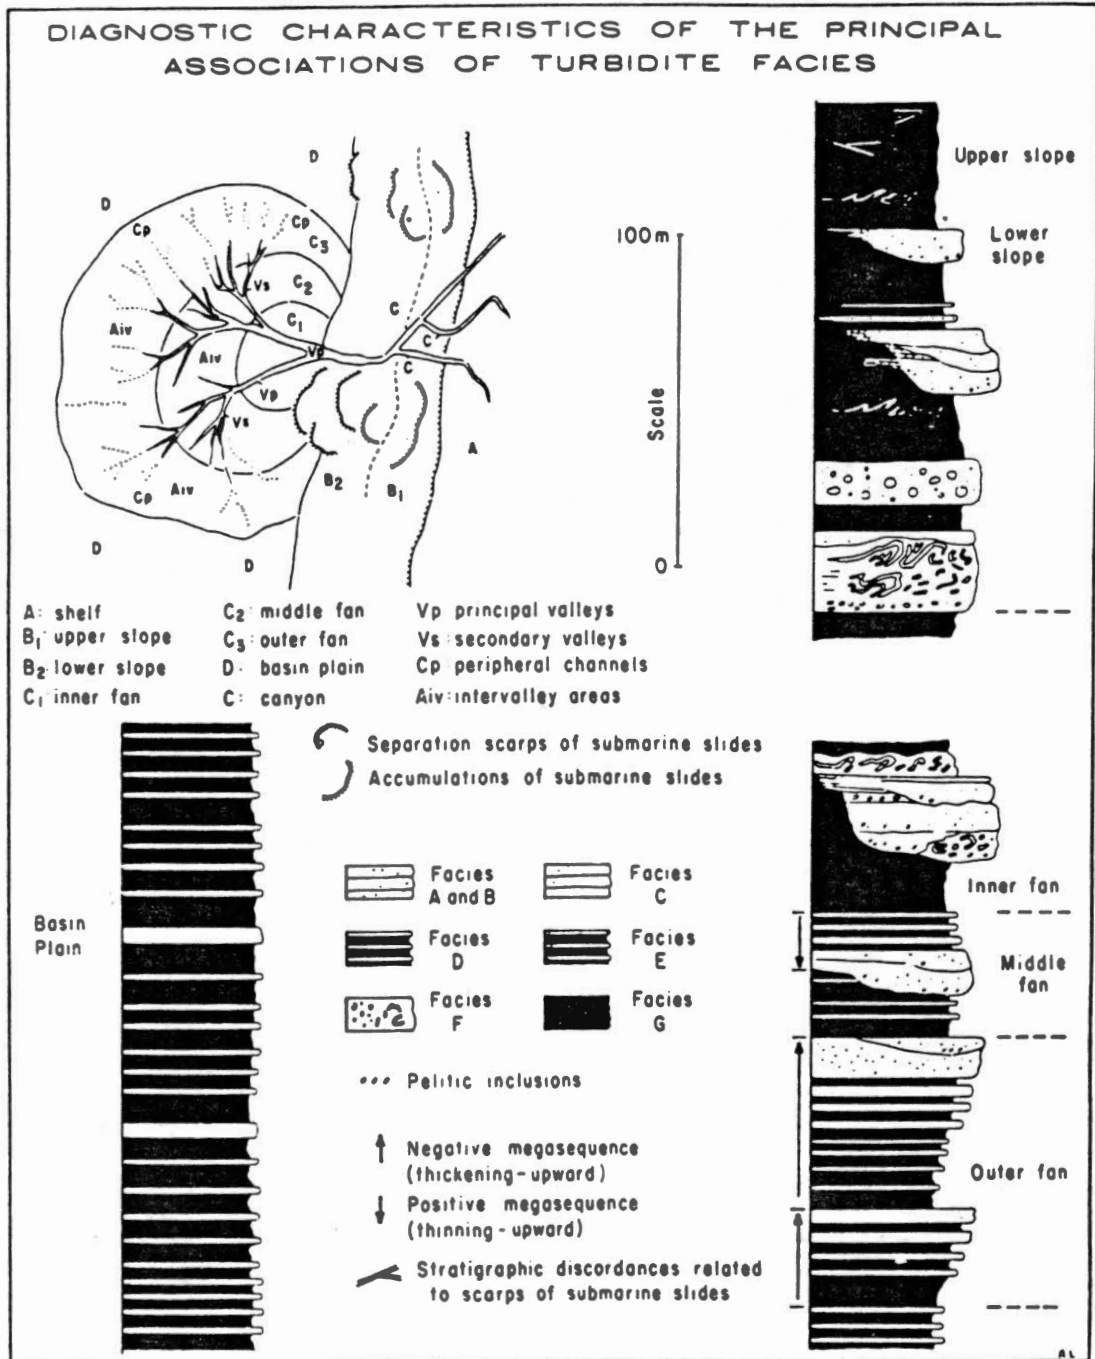 DIAGNOSTIC CHARACTERISTICS OF THE PRINCIPAL
ASSOCIATIONS OF TURBIDITE FACIES
D
D
Cp
Cp
C3
C2
Vs
C1
C
Aiv
Aiv
Vp
C
C
Vp
Vs
A
B2
B1
Cp
Aiv
D
D
100m
Scale
0
Upper slope
Lower
slope
A: shelf
B1: upper slope
B2: lower slope
C1: inner fan
C2: middle fan
C3: outer fan
D: basin plain
C: canyon
Vp principal valleys
Vs: secondary valleys
Cp peripheral channels
Aiv: intervalley areas
Separation scarps of submarine slides
Accumulations of submarine slides
Basin
Plain
Facies
A and B
Facies
C
Facies
D
Facies
E
Facies
F
Facies
G
Pelitic inclusions
Negative megasequence
(thickening-upward)
Positive megasequence
(thinning-upward)
Stratigraphic discordances related
to scarps of submarine slides
Inner fan
Middle
fan
Outer fan
AL